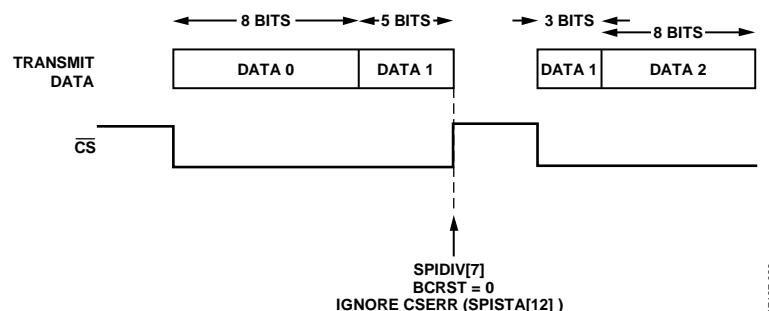 8 BITS
5 BITS
3 BITS
8 BITS
TRANSMIT
DATA
DATA 0
DATA 1
DATA 1
DATA 2
CS
SPIDIV[7]
BCRST = 0
IGNORE CSERR (SPISTA[12] )